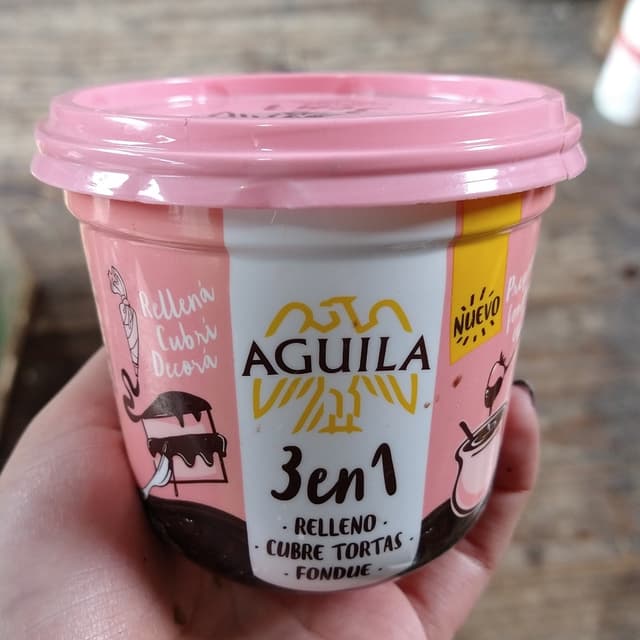 Rellená
Cubrí
Decorá
NUEVO
AGUILA
3en1
· RELLENO ·
· CUBRE TORTAS ·
· FONDUE ·